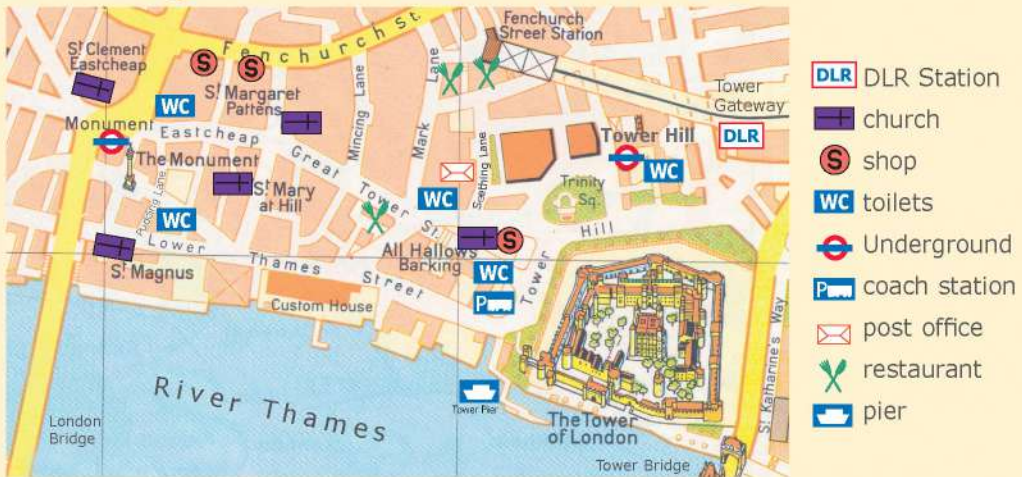 Fenchurch St.
Fenchurch
Street Station
St Clement
Eastcheap
S
S
St Margaret
Pattens
WC
Monument
Eastcheap
The Monument
Pudding Lane
St Mary
at Hill
WC
St Magnus
Lower Thames Street
Great Tower St.
Mincing Lane
Mark Lane
Seething Lane
WC
All Hallows
Barking
S
WC
P
Custom House
Tower Hill
Tower Hill
WC
Trinity
Sq.
Tower
Gateway
DLR
River Thames
London
Bridge
Tower Pier
The Tower
of London
Tower Bridge
St Katharine's Way
DLR DLR Station
church
S shop
WC toilets
Underground
P coach station
post office
restaurant
pier